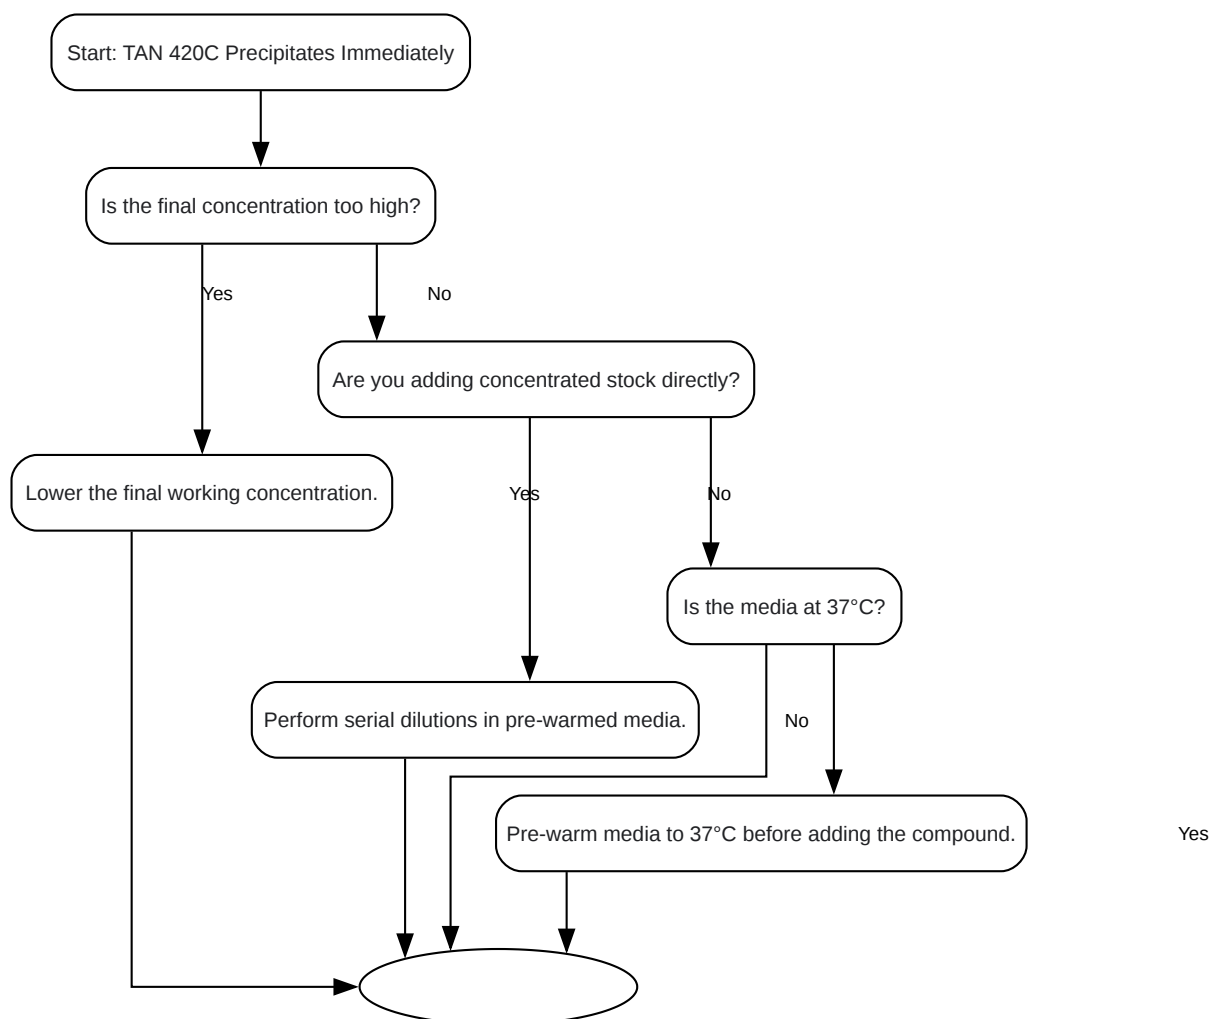 Start: TAN 420C Precipitates Immediately
Is the final concentration too high?
Yes
No
Are you adding concentrated stock directly?
Lower the final working concentration.
Yes
No
Is the media at 37°C?
Perform serial dilutions in pre-warmed media.
No
Pre-warm media to 37°C before adding the compound.
Yes